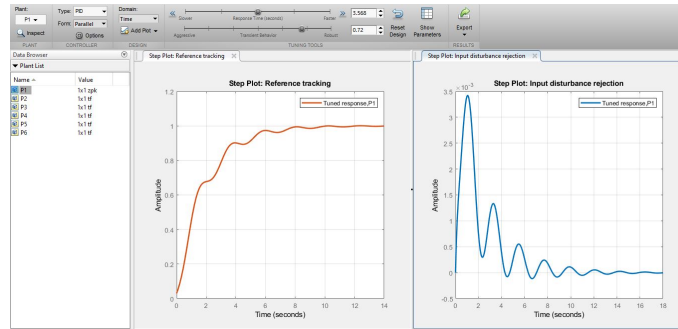 Plant:
P1
Inspect
PLANT
Type: PID
Form: Parallel
Options
CONTROLLER
Domain:
Time
Add Plot
DESIGN
Slower
Response Time (seconds)
Faster
3.568
Aggressive
Transient Behavior
Robust
0.72
TUNING TOOLS
Reset
Design
Show
Parameters
Export
RESULTS
Data Browser
Plant List
Name
Value
P1
1x1 zpk
P2
1x1 tf
P3
1x1 tf
P4
1x1 tf
P5
1x1 tf
P6
1x1 tf
Step Plot: Reference tracking
Step Plot: Reference tracking
Tuned response,P1
1.2
1
0.8
0.6
0.4
0.2
0
Amplitude
0 2 4 6 8 10 12 14
Time (seconds)
Step Plot: Input disturbance rejection
Step Plot: Input disturbance rejection
×10⁻³
Tuned response,P1
3.5
3
2.5
2
1.5
1
0.5
0
-0.5
Amplitude
0 2 4 6 8 10 12 14 16 18
Time (seconds)